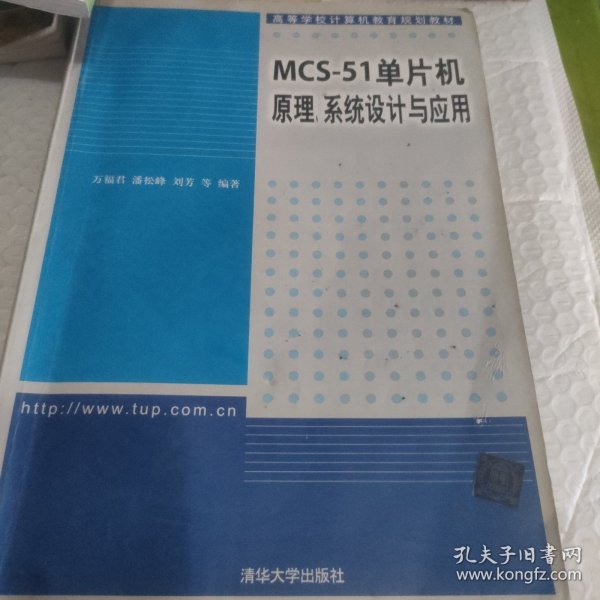 高等学校计算机教育规划教材
MCS-51单片机
原理、系统设计与应用
万福君 潘松峰 刘芳 等 编著
http://www.tup.com.cn
清华大学出版社
孔夫子旧书网
www.kongfz.com